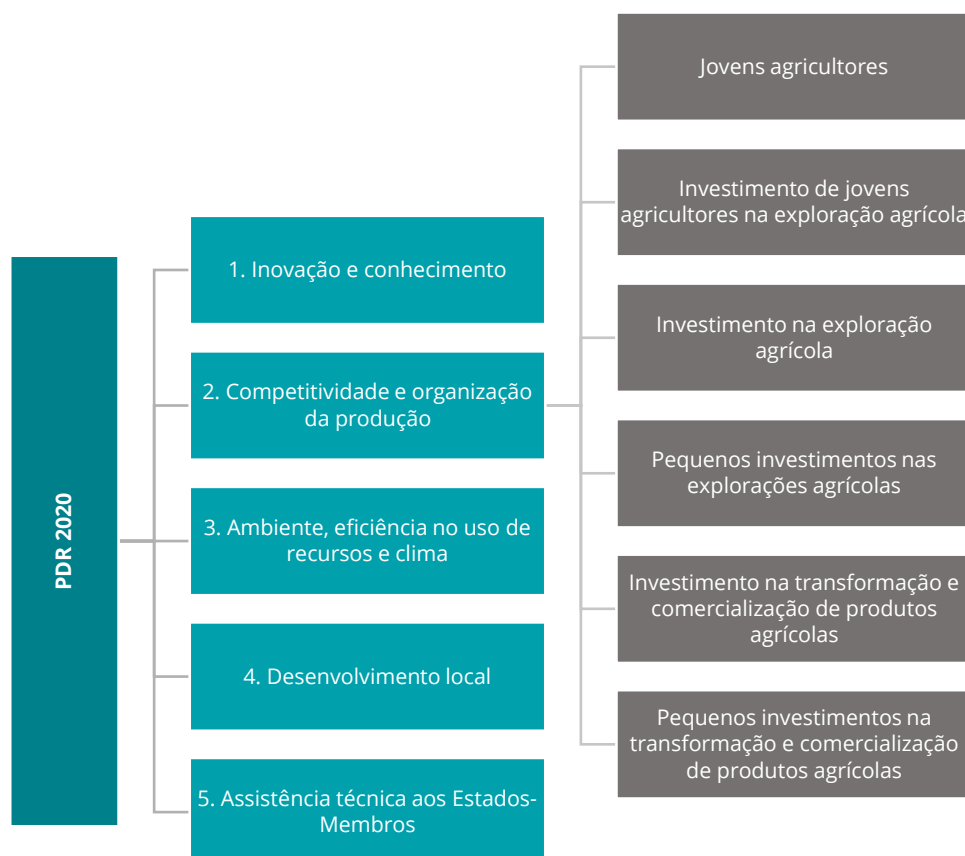 PDR 2020
1. Inovação e conhecimento
2. Competitividade e organização
da produção
3. Ambiente, eficiência no uso de
recursos e clima
4. Desenvolvimento local
5. Assistência técnica aos Estados-
Membros
Jovens agricultores
Investimento de jovens
agricultores na exploração agrícola
Investimento na exploração
agrícola
Pequenos investimentos nas
explorações agrícolas
Investimento na transformação e
comercialização de produtos
agrícolas
Pequenos investimentos na
transformação e comercialização
de produtos agrícolas